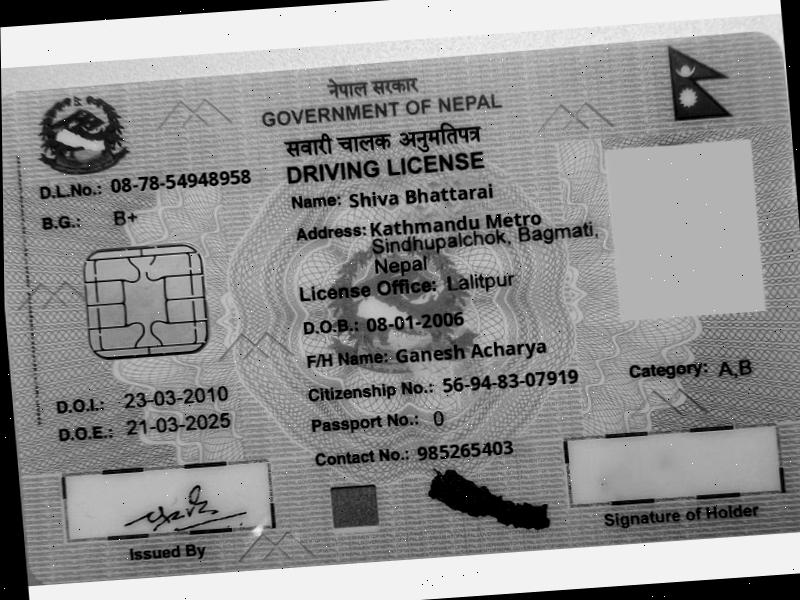 नेपाल सरकार
GOVERNMENT OF NEPAL
सवारी चालक अनुमतिपत्र
DRIVING LICENSE
D.L.No.: 08-78-54948958
B.G.: B+
Name: Shiva Bhattarai
Address: Kathmandu Metro
Sindhupalchok, Bagmati,
Nepal
License Office: Lalitpur
D.O.B.: 08-01-2006
F/H Name: Ganesh Acharya
Citizenship No.: 56-94-83-07919
Category: A,B
D.O.I.: 23-03-2010
Passport No.: 0
D.O.E.: 21-03-2025
Contact No.: 985265403
Issued By
Signature of Holder